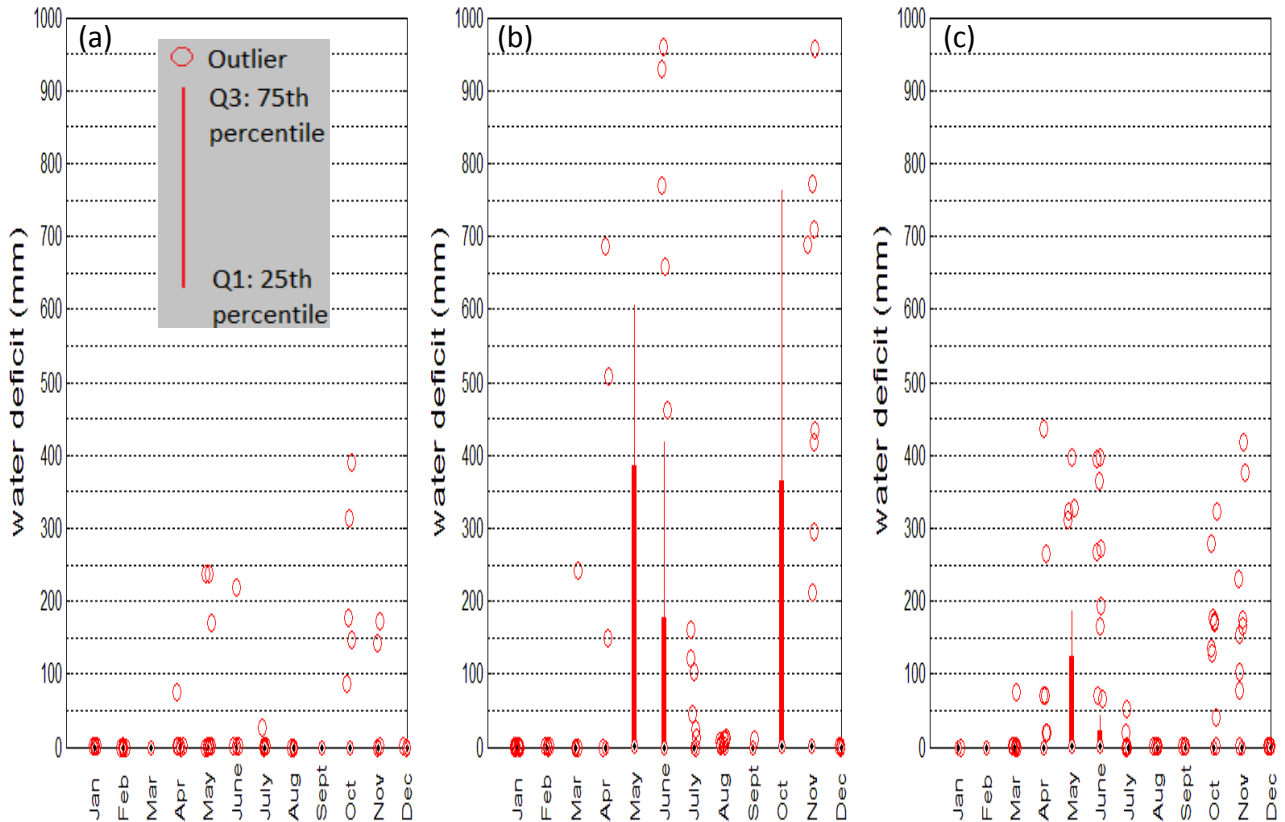 (a)
Outlier
Q3: 75th
percentile
Q1: 25th
percentile
water deficit (mm)
1000
900
800
700
600
500
400
300
200
100
0
Jan
Feb
Mar
Apr
May
June
July
Aug
Sept
Oct
Nov
Dec
(b)
water deficit (mm)
1000
900
800
700
600
500
400
300
200
100
0
Jan
Feb
Mar
Apr
May
June
July
Aug
Sept
Oct
Nov
Dec
(c)
water deficit (mm)
1000
900
800
700
600
500
400
300
200
100
0
Jan
Feb
Mar
Apr
May
June
July
Aug
Sept
Oct
Nov
Dec